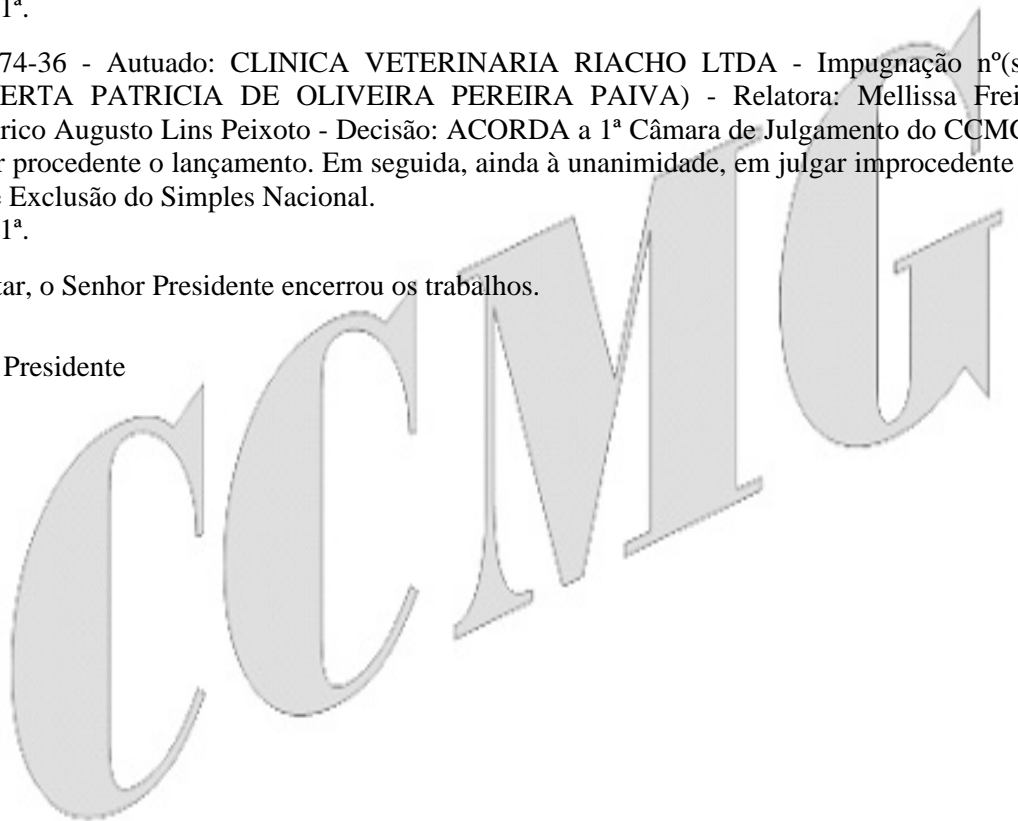 1ª.
74-36 - Autuado: CLINICA VETERINARIA RIACHO LTDA - Impugnação nº(s
ERTA PATRICIA DE OLIVEIRA PEREIRA PAIVA) - Relatora: Mellissa Frei
rico Augusto Lins Peixoto - Decisão: ACORDA a 1ª Câmara de Julgamento do CCMG
r procedente o lançamento. Em seguida, ainda à unanimidade, em julgar improcedente
e Exclusão do Simples Nacional.
1ª.
tar, o Senhor Presidente encerrou os trabalhos.
Presidente
CCMG